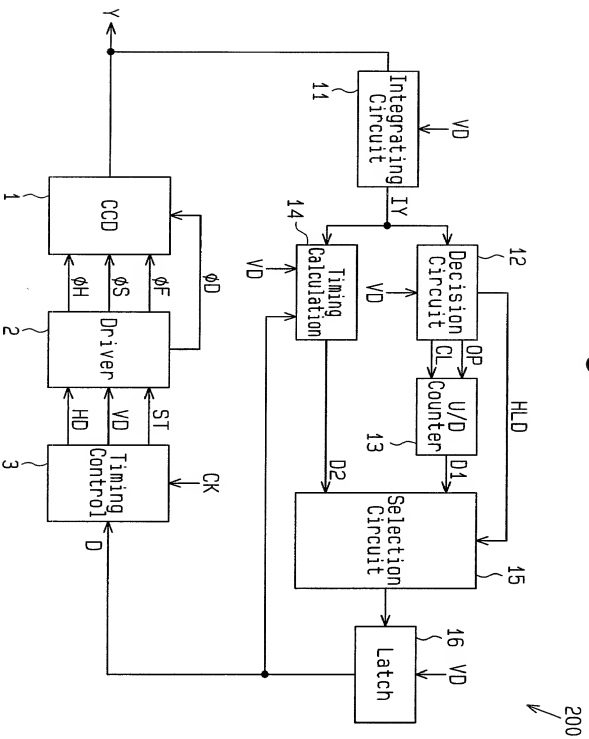 200
VD
Integrating
Circuit
11
IY
12
Decision
Circuit
VD
HLD
OP
CL
U/D
Counter
13
D1
14
Timing
Calculation
VD
D2
Selection
Circuit
15
16
VD
Latch
Y
CCD
1
φD
φF
φS
φH
Driver
2
ST
VD
HD
Timing
Control
3
CK
D